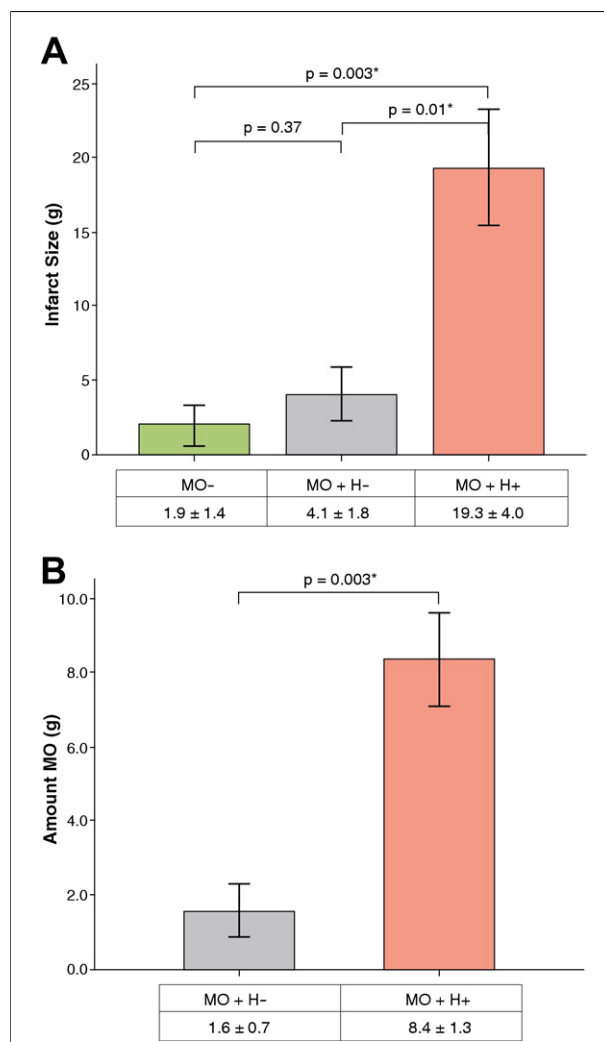 A
p = 0.003*
p = 0.01*
p = 0.37
25
20
15
10
5
0
Infarct Size (g)
MO– MO + H– MO + H+
1.9 ± 1.4 4.1 ± 1.8 19.3 ± 4.0
B
p = 0.003*
10.0
8.0
6.0
4.0
2.0
0.0
Amount MO (g)
MO + H– MO + H+
1.6 ± 0.7 8.4 ± 1.3